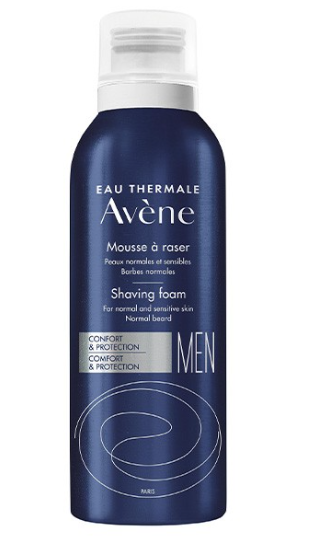 EAU THERMALE
Avène
Mousse à raser
Peaux normales et sensibles
Barbes normales
Shaving foam
For normal and sensitive skin
Normal beard
CONFORT
& PROTECTION
COMFORT
& PROTECTION
MEN
PARIS